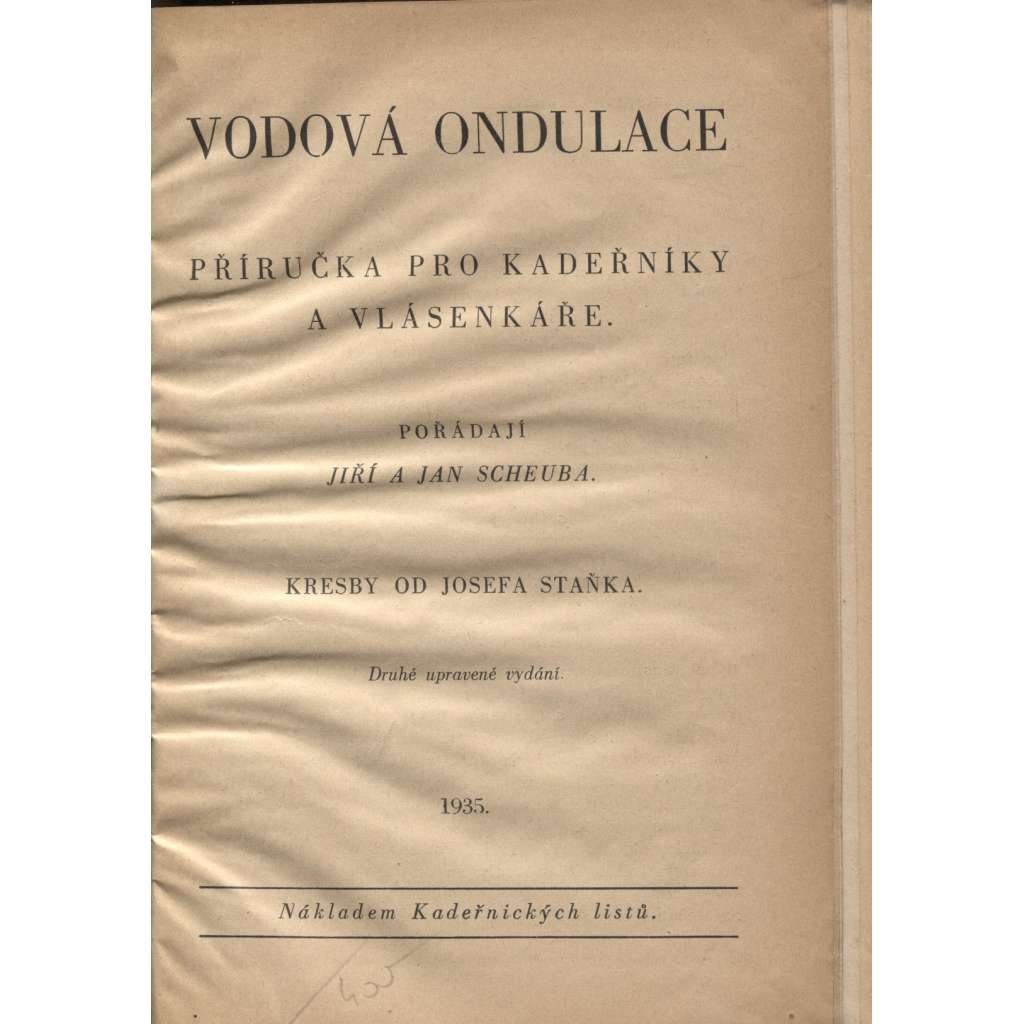 VODOVÁ ONDULACE
PŘÍRUČKA PRO KADEŘNÍKY
A VLÁSENKÁŘE.
POŘÁDAJÍ
JIŘÍ A JAN SCHEUBA.
KRESBY OD JOSEFA STAŇKA.
Druhé upravené vydání.
1935.
Nákladem Kadeřnických listů.